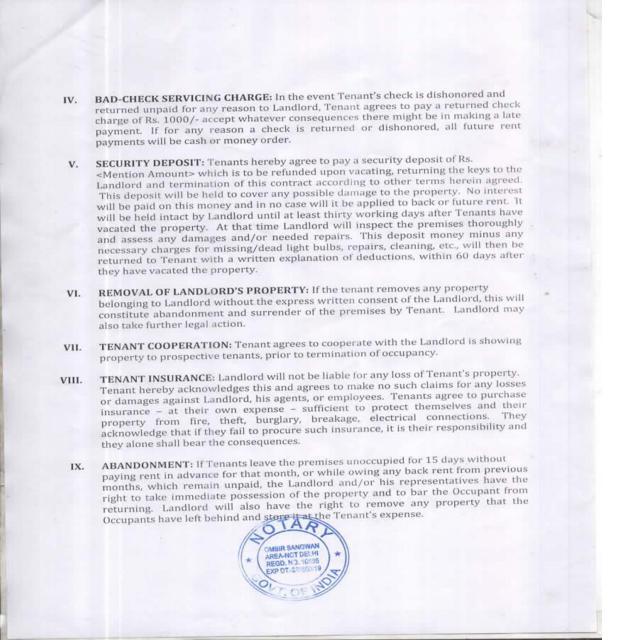 IV. BAD-CHECK SERVICING CHARGE: In the event Tenant's check is dishonored and
returned unpaid for any reason to Landlord, Tenant agrees to pay a returned check
charge of Rs. 1000/- accept whatever consequences there might be in making a late
payment. If for any reason a check is returned or dishonored, all future rent
payments will be cash or money order.
V. SECURITY DEPOSIT: Tenants hereby agree to pay a security deposit of Rs.
<Mention Amount> which is to be refunded upon vacating, returning the keys to the
Landlord and termination of this contract according to other terms herein agreed.
This deposit will be held to cover any possible damage to the property. No interest
will be paid on this money and in no case will it be applied to back or future rent. It
will be held intact by Landlord until at least thirty working days after Tenants have
vacated the property. At that time Landlord will inspect the premises thoroughly
and assess any damages and/or needed repairs. This deposit money minus any
necessary charges for missing/dead light bulbs, repairs, cleaning, etc., will then be
returned to Tenant with a written explanation of deductions, within 60 days after
they have vacated the property.
VI. REMOVAL OF LANDLORD'S PROPERTY: If the tenant removes any property
belonging to Landlord without the express written consent of the Landlord, this will
constitute abandonment and surrender of the premises by Tenant. Landlord may
also take further legal action.
VII. TENANT COOPERATION: Tenant agrees to cooperate with the Landlord is showing
property to prospective tenants, prior to termination of occupancy.
VIII. TENANT INSURANCE: Landlord will not be liable for any loss of Tenant's property.
Tenant hereby acknowledges this and agrees to make no such claims for any losses
or damages against Landlord, his agents, or employees. Tenants agree to purchase
insurance – at their own expense – sufficient to protect themselves and their
property from fire, theft, burglary, breakage, electrical connections. They
acknowledge that if they fail to procure such insurance, it is their responsibility and
they alone shall bear the consequences.
IX. ABANDONMENT: If Tenants leave the premises unoccupied for 15 days without
paying rent in advance for that month, or while owing any back rent from previous
months, which remain unpaid, the Landlord and/or his representatives have the
right to take immediate possession of the property and to bar the Occupant from
returning. Landlord will also have the right to remove any property that the
Occupants have left behind and store it at the Tenant's expense.
NOTARY
OMBIR SANGWAN
AREA-NCT DELHI
REGD. NO.
EXP DT.
GOVT. OF INDIA